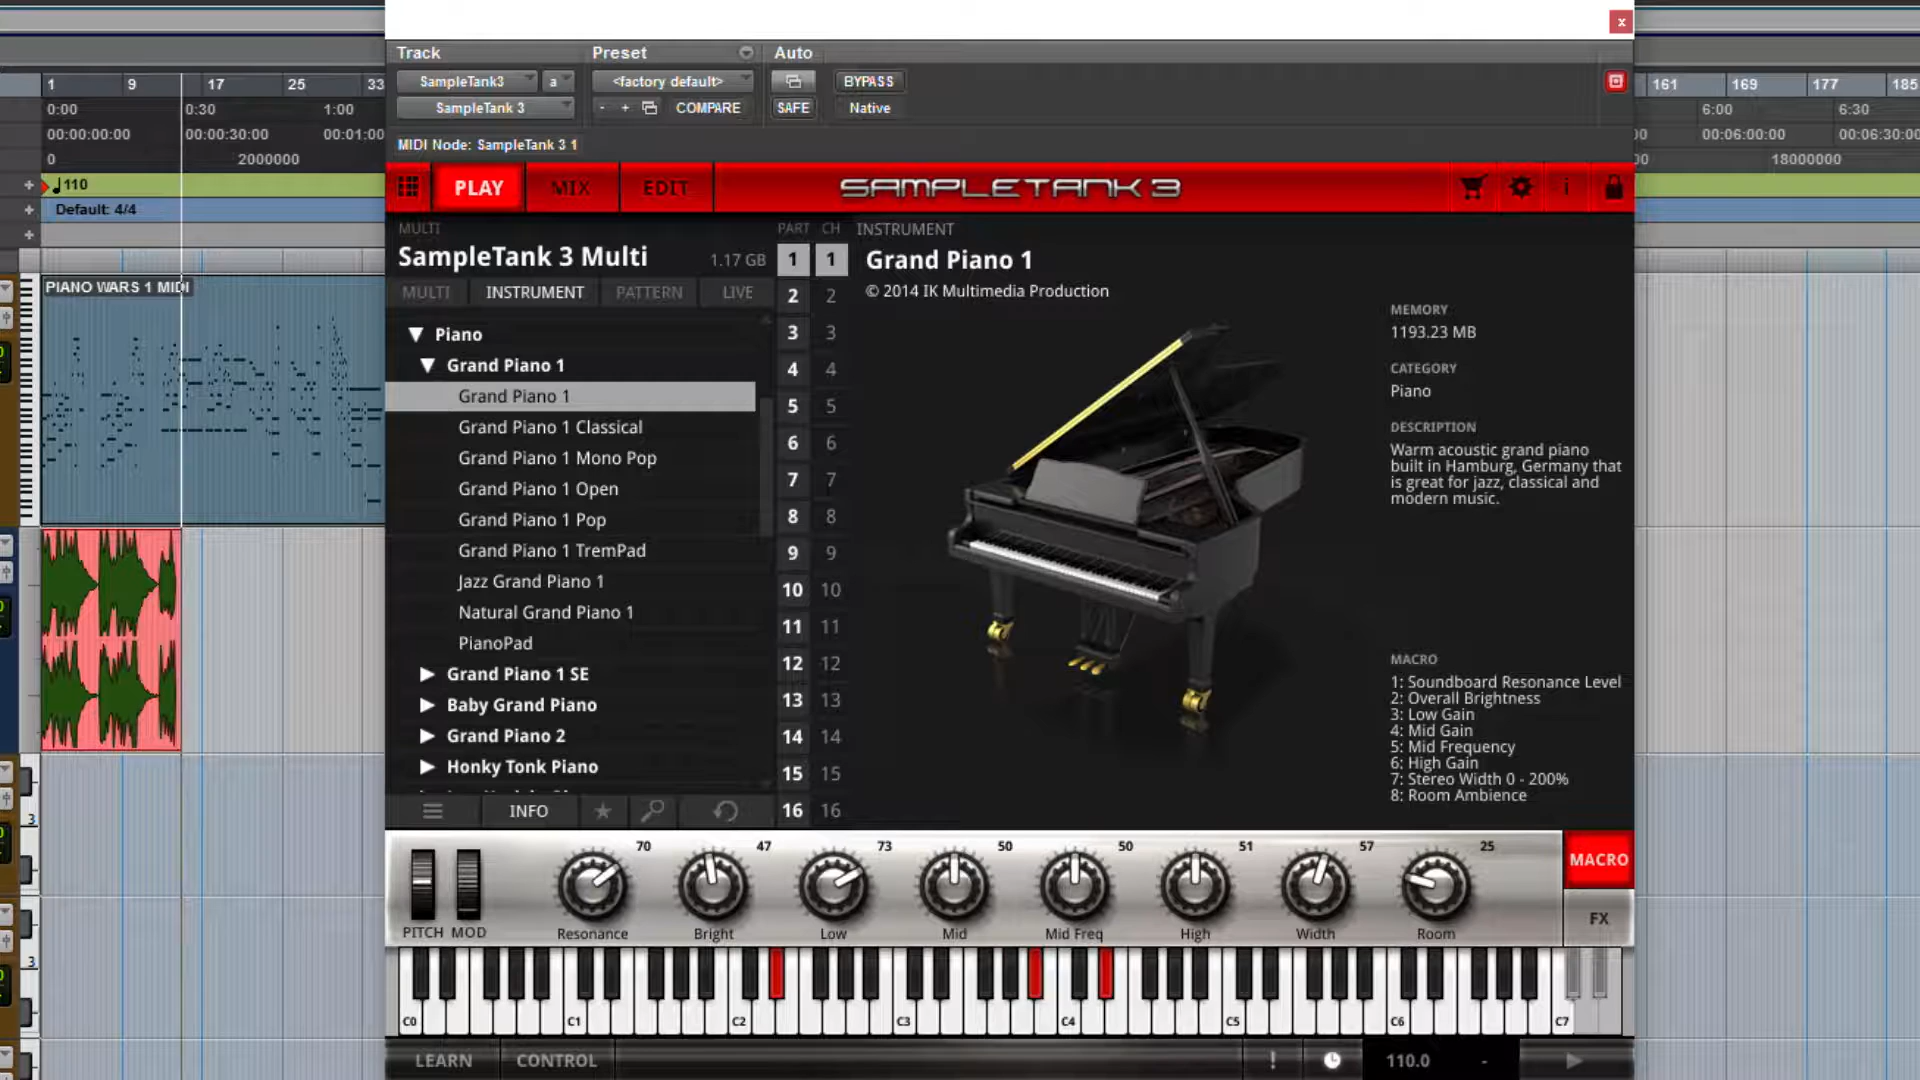 x
Track
Preset
Auto
SampleTank3
a
<factory default>
BYPASS
SampleTank 3
- +
COMPARE
SAFE
Native
MIDI Node: SampleTank 3 1
1
9
17
25
33
161
169
177
185
0:00
0:30
1:00
6:00
6:30
00:00:00:00
00:00:30:00
00:01:00
00:06:00:00
00:06:30:00
0
2000000
18000000
110
Default: 4/4
PIANO WARS 1 MIDI
PLAY
MIX
EDIT
SAMPLETANK 3
i
MULTI
SampleTank 3 Multi
1.17 GB
MULTI
INSTRUMENT
PATTERN
LIVE
Piano
Grand Piano 1
Grand Piano 1
Grand Piano 1 Classical
Grand Piano 1 Mono Pop
Grand Piano 1 Open
Grand Piano 1 Pop
Grand Piano 1 TremPad
Jazz Grand Piano 1
Natural Grand Piano 1
PianoPad
Grand Piano 1 SE
Baby Grand Piano
Grand Piano 2
Honky Tonk Piano
INFO
PART CH
1 1
2 2
3 3
4 4
5 5
6 6
7 7
8 8
9 9
10 10
11 11
12 12
13 13
14 14
15 15
16 16
INSTRUMENT
Grand Piano 1
© 2014 IK Multimedia Production
MEMORY
1193.23 MB
CATEGORY
Piano
DESCRIPTION
Warm acoustic grand piano
built in Hamburg, Germany that
is great for jazz, classical and
modern music.
MACRO
1: Soundboard Resonance Level
2: Overall Brightness
3: Low Gain
4: Mid Gain
5: Mid Frequency
6: High Gain
7: Stereo Width 0 - 200%
8: Room Ambience
70
47
73
50
50
51
57
25
MACRO
FX
PITCH
MOD
Resonance
Bright
Low
Mid
Mid Freq
High
Width
Room
C0
C1
C2
C3
C4
C5
C6
C7
3
3
LEARN
CONTROL
!
110.0
-